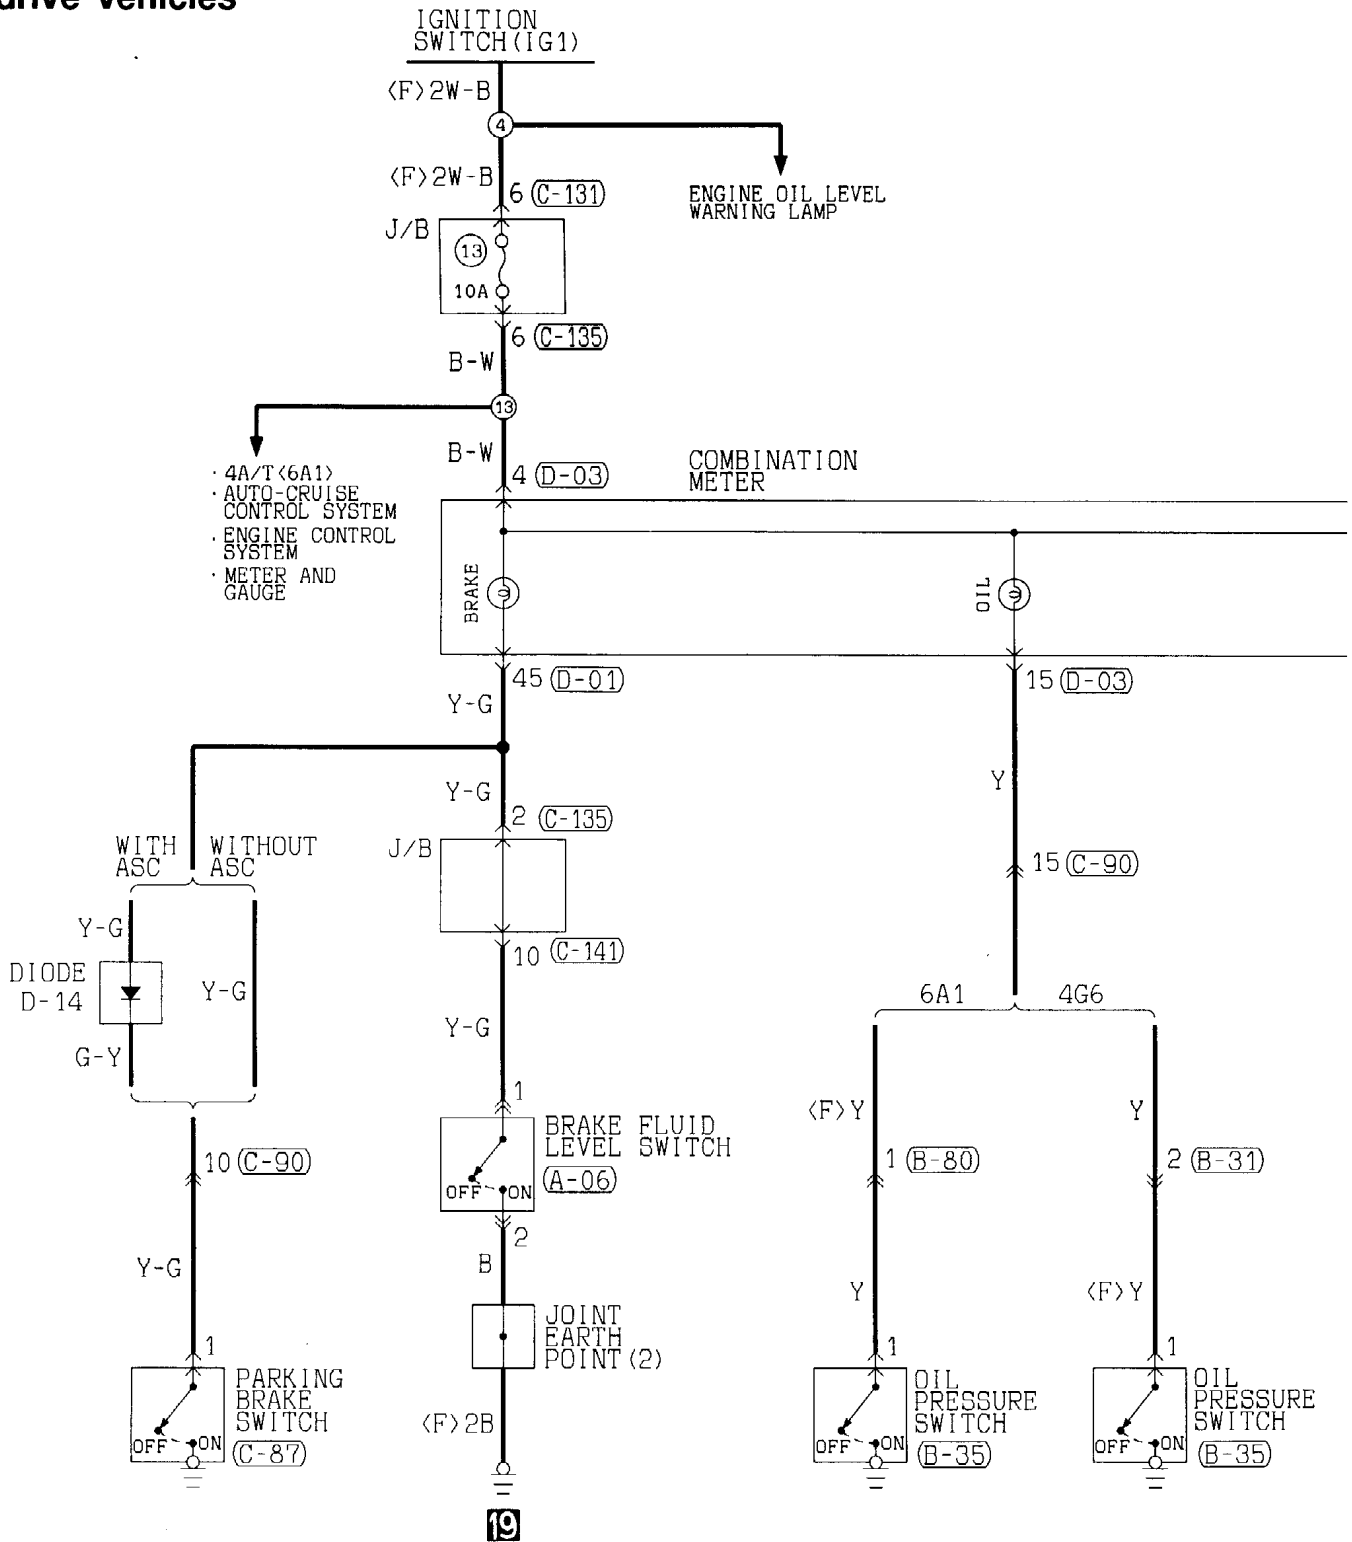 drive vehicles
IGNITION
SWITCH(IG1)
<F>2W-B
4
<F>2W-B
6 C-131
ENGINE OIL LEVEL
WARNING LAMP
J/B
13
10A
6 C-135
B-W
13
B-W
4 D-03
· 4A/T<6A1>
· AUTO-CRUISE
CONTROL SYSTEM
· ENGINE CONTROL
SYSTEM
· METER AND
GAUGE
COMBINATION
METER
BRAKE
OIL
45 D-01
15 D-03
Y-G
Y
Y-G
2 C-135
WITH
ASC
WITHOUT
ASC
J/B
15 C-90
Y-G
10 C-141
DIODE
D-14
Y-G
6A1
4G6
G-Y
Y-G
1
<F>Y
Y
BRAKE FLUID
LEVEL SWITCH
A-06
OFF
ON
10 C-90
1 B-80
2 B-31
2
B
Y-G
Y
<F>Y
JOINT
EARTH
POINT(2)
1
1
1
PARKING
BRAKE
SWITCH
C-87
OFF
ON
<F>2B
OIL
PRESSURE
SWITCH
B-35
OFF
ON
OIL
PRESSURE
SWITCH
B-35
OFF
ON
19